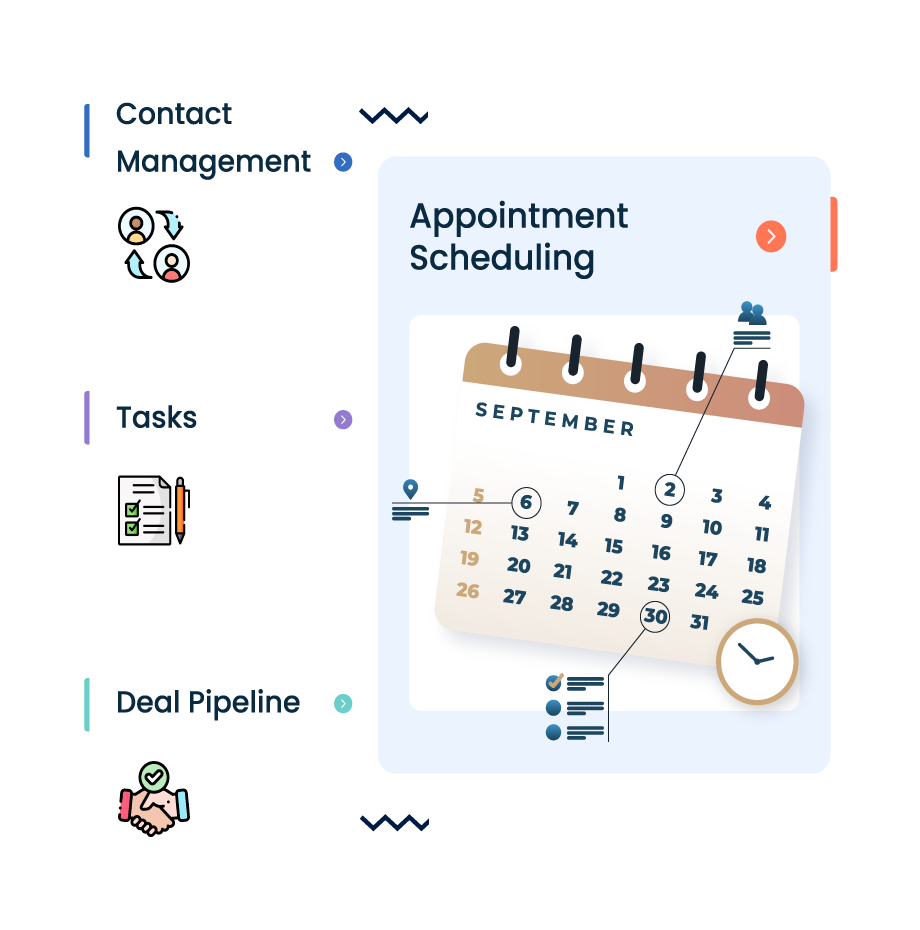 Contact
Management
Tasks
Deal Pipeline
Appointment
Scheduling
SEPTEMBER
1 2 3 4
5 6 7 8 9 10 11
12 13 14 15 16 17 18
19 20 21 22 23 24 25
26 27 28 29 30 31